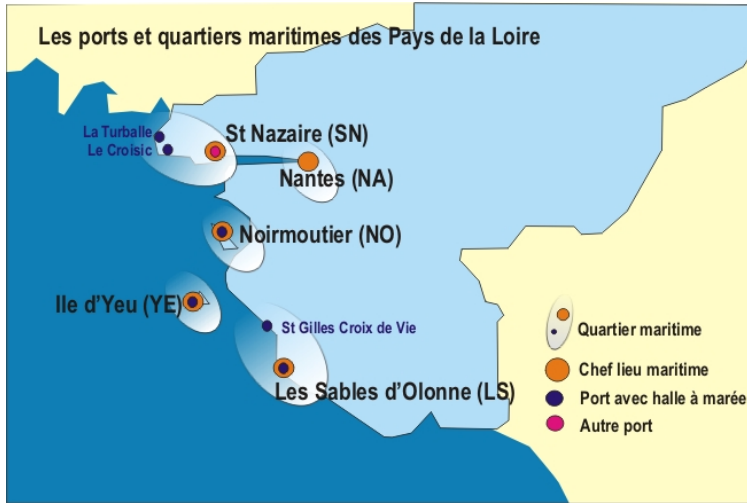 Les ports et quartiers maritimes des Pays de la Loire
La Turballe
St Nazaire (SN)
Le Croisic
Nantes (NA)
Noirmoutier (NO)
Ile d'Yeu (YE)
St Gilles Croix de Vie
Les Sables d'Olonne (LS)
Quartier maritime
Chef lieu maritime
Port avec halle à marée
Autre port